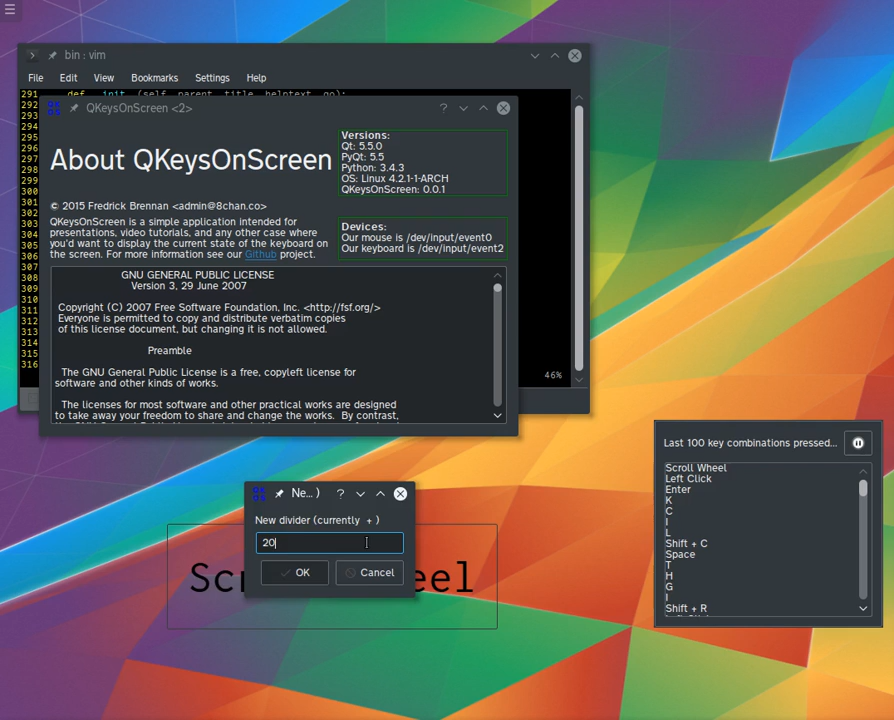 bin : vim
File Edit View Bookmarks Settings Help
291 def __init__(self, parent, title, helptext, go):
292
293
294
295
296
297
298
299
300
301
302
303
304
305
306
307
308
309
310
311
312
313
314
315
316
46%
QKeysOnScreen <2>
About QKeysOnScreen
Versions:
Qt: 5.5.0
PyQt: 5.5
Python: 3.4.3
OS: Linux 4.2.1-1-ARCH
QKeysOnScreen: 0.0.1
© 2015 Fredrick Brennan <admin@8chan.co>
QKeysOnScreen is a simple application intended for
presentations, video tutorials, and any other case where
you'd want to display the current state of the keyboard on
the screen. For more information see our Github project.
Devices:
Our mouse is /dev/input/event0
Our keyboard is /dev/input/event2
GNU GENERAL PUBLIC LICENSE
Version 3, 29 June 2007
Copyright (C) 2007 Free Software Foundation, Inc. <http://fsf.org/>
Everyone is permitted to copy and distribute verbatim copies
of this license document, but changing it is not allowed.
Preamble
The GNU General Public License is a free, copyleft license for
software and other kinds of works.
The licenses for most software and other practical works are designed
to take away your freedom to share and change the works. By contrast,
Last 100 key combinations pressed...
Scroll Wheel
Left Click
Enter
K
C
I
L
Shift + C
Space
T
H
G
I
Shift + R
Ne... )
New divider (currently + )
20
OK Cancel
Scr eel